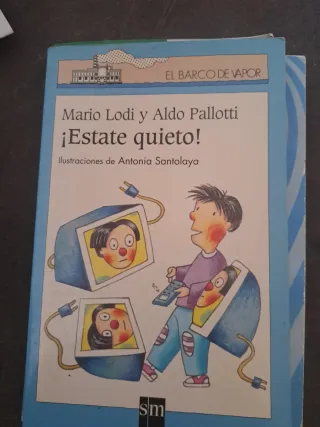 EL BARCO DE VAPOR
Mario Lodi y Aldo Pallotti
¡Estate quieto!
Ilustraciones de Antonia Santolaya
sm